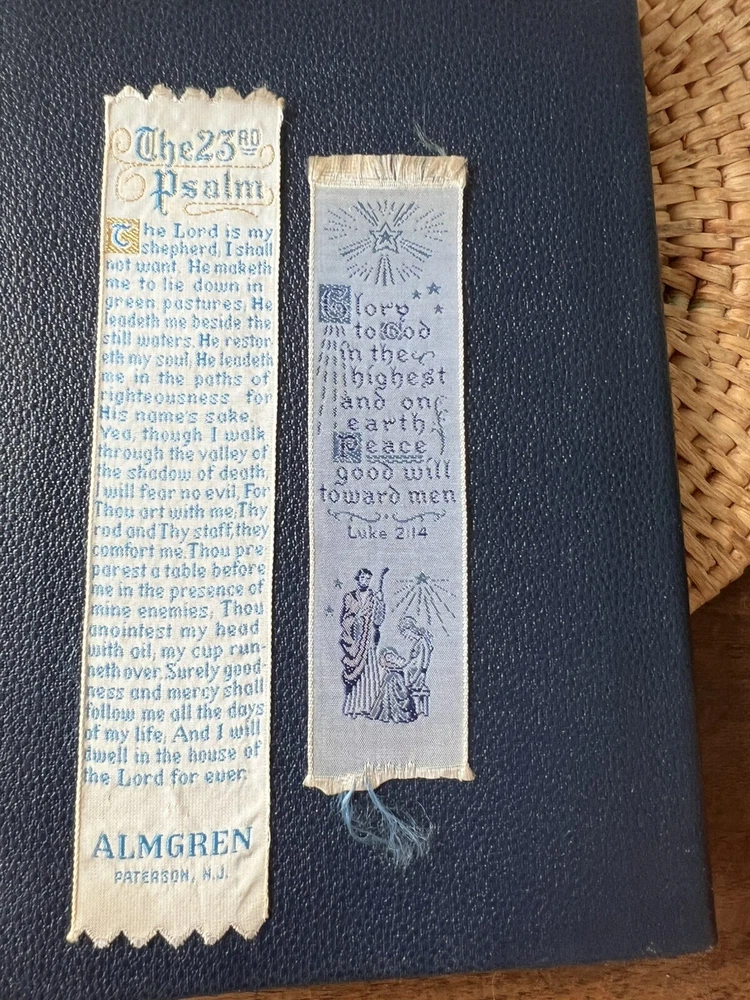 The 23RD
Psalm
The Lord is my
shepherd, I shall
not want, He maketh
me to lie down in
green pastures, He
leadeth me beside the
still waters. He restor
eth my soul, He leadeth
me in the paths of
righteousness for
His name's sake.
Yea, though I walk
through the valley of
the shadow of death,
I will fear no evil, For
Thou art with me, Thy
rod and Thy staff, they
comfort me. Thou pre-
parest a table before
me in the presence of
mine enemies, Thou
anointest my head
with oil, my cup run-
neth over, Surely good-
ness and mercy shall
follow me all the days
of my life, And I will
dwell in the house of
the Lord for ever.
ALMGREN
PATERSON, N.J.
Glory
to God
in the
highest
and on
earth
Peace
good will
toward men
Luke 2:14